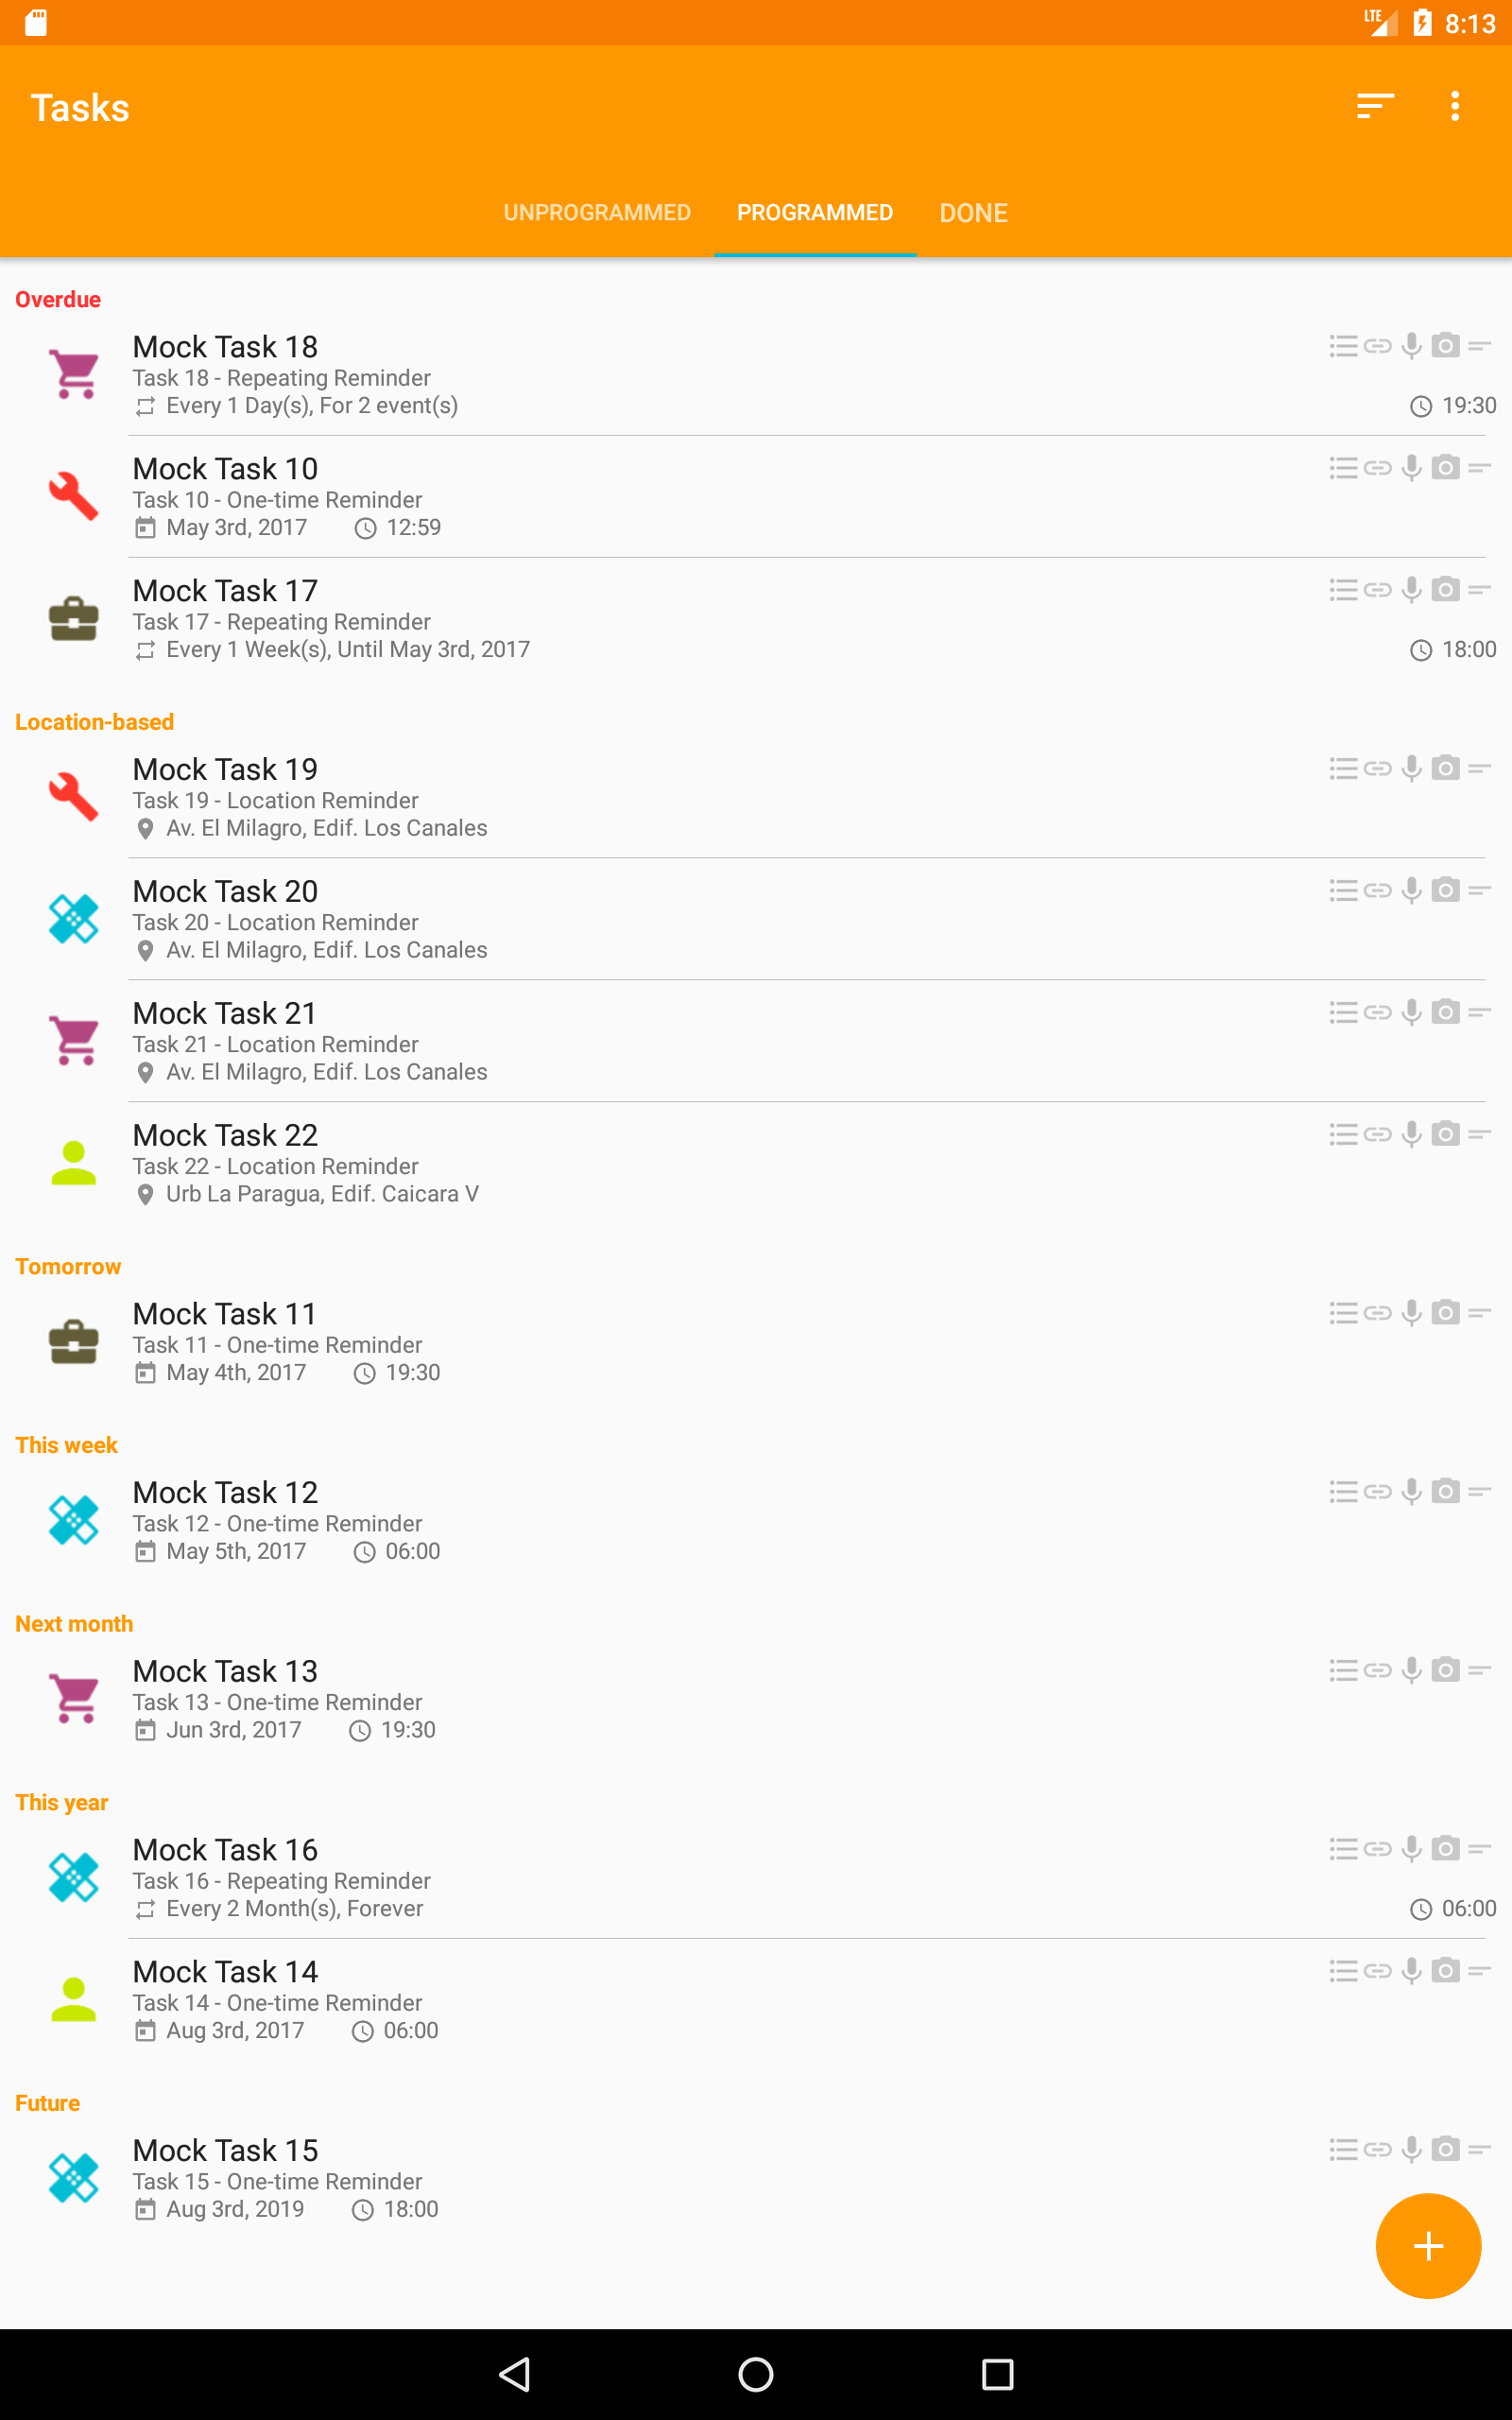 LTE 8:13
Tasks
UNPROGRAMMED PROGRAMMED DONE
Overdue
Mock Task 18
Task 18 - Repeating Reminder
Every 1 Day(s), For 2 event(s) 19:30
Mock Task 10
Task 10 - One-time Reminder
May 3rd, 2017 12:59
Mock Task 17
Task 17 - Repeating Reminder
Every 1 Week(s), Until May 3rd, 2017 18:00
Location-based
Mock Task 19
Task 19 - Location Reminder
Av. El Milagro, Edif. Los Canales
Mock Task 20
Task 20 - Location Reminder
Av. El Milagro, Edif. Los Canales
Mock Task 21
Task 21 - Location Reminder
Av. El Milagro, Edif. Los Canales
Mock Task 22
Task 22 - Location Reminder
Urb La Paragua, Edif. Caicara V
Tomorrow
Mock Task 11
Task 11 - One-time Reminder
May 4th, 2017 19:30
This week
Mock Task 12
Task 12 - One-time Reminder
May 5th, 2017 06:00
Next month
Mock Task 13
Task 13 - One-time Reminder
Jun 3rd, 2017 19:30
This year
Mock Task 16
Task 16 - Repeating Reminder
Every 2 Month(s), Forever 06:00
Mock Task 14
Task 14 - One-time Reminder
Aug 3rd, 2017 06:00
Future
Mock Task 15
Task 15 - One-time Reminder
Aug 3rd, 2019 18:00